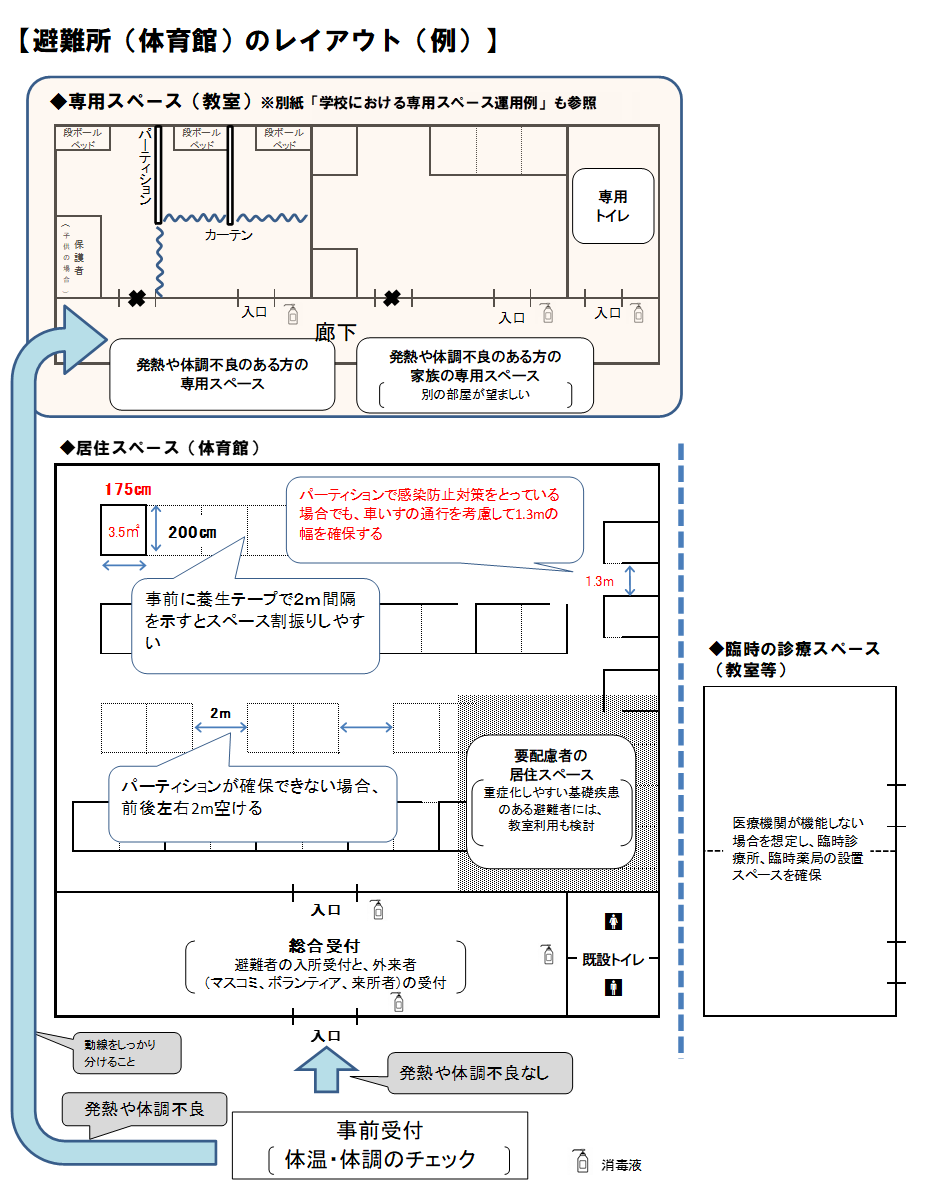 【避難所（体育館）のレイアウト（例）】
◆専用スペース（教室）※別紙「学校における専用スペース運用例」も参照
段ボール
ベッド
パーティション
段ボール
ベッド
段ボール
ベッド
専用
トイレ
カーテン
保護者
（子供の場合）
入口
入口
入口
廊下
発熱や体調不良のある方の
専用スペース
発熱や体調不良のある方の
家族の専用スペース
別の部屋が望ましい
◆居住スペース（体育館）
175cm
3.5㎡
200cm
パーティションで感染防止対策をとっている
場合でも、車いすの通行を考慮して1.3mの
幅を確保する
1.3m
事前に養生テープで２ｍ間隔
を示すとスペース割振りしやす
い
2m
パーティションが確保できない場合、
前後左右2m空ける
要配慮者の
居住スペース
重症化しやすい基礎疾患
のある避難者には、
教室利用も検討
◆臨時の診療スペース
（教室等）
医療機関が機能しない
場合を想定し、臨時診
療所、臨時薬局の設置
スペースを確保
入口
総合受付
避難者の入所受付と、外来者
（マスコミ、ボランティア、来所者）の受付
既設トイレ
入口
動線をしっかり
分けること
発熱や体調不良なし
発熱や体調不良
事前受付
体温・体調のチェック
消毒液